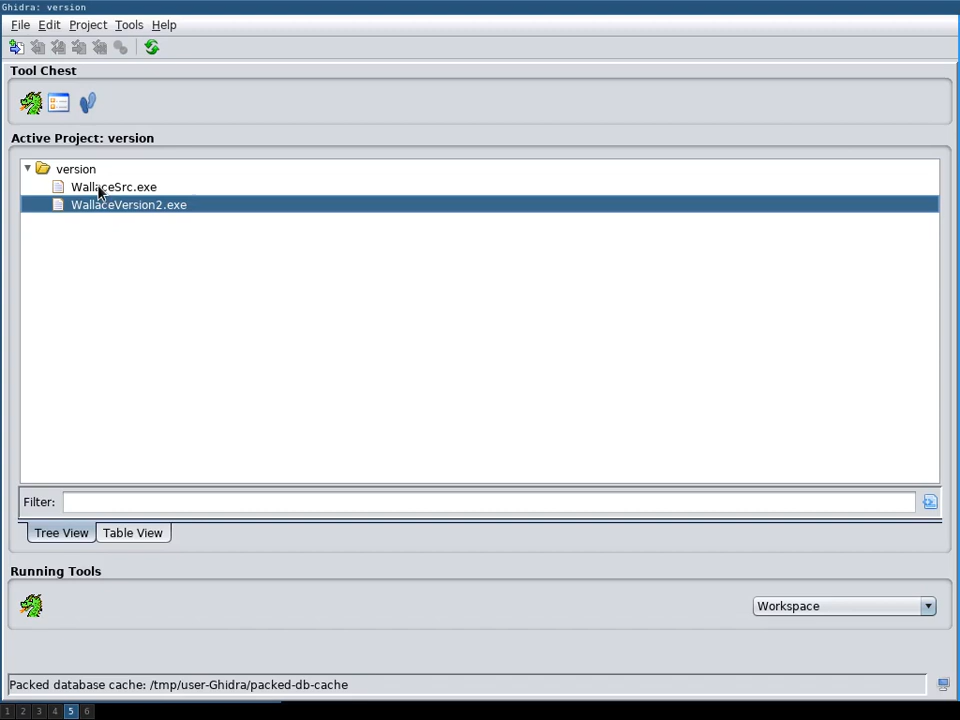 Ghidra: version
File Edit Project Tools Help
Tool Chest
Active Project: version
version
WallaceSrc.exe
WallaceVersion2.exe
Filter:
Tree View Table View
Running Tools
Workspace
Packed database cache: /tmp/user-Ghidra/packed-db-cache
1 2 3 4 5 6